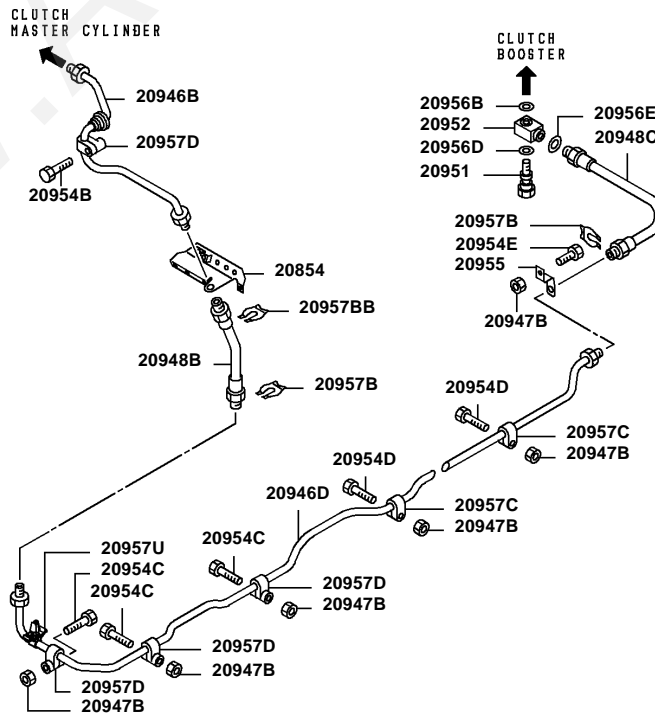 CLUTCH
MASTER CYLINDER
CLUTCH
BOOSTER
20946B
20957D
20954B
20956B
20952
20956D
20951
20956E
20948C
20957B
20954E
20955
20947B
20854
20957BB
20948B
20957B
20954D
20957C
20947B
20954D
20946D
20957C
20947B
20954C
20957D
20947B
20957U
20954C
20954C
20957D
20947B
20957D
20947B